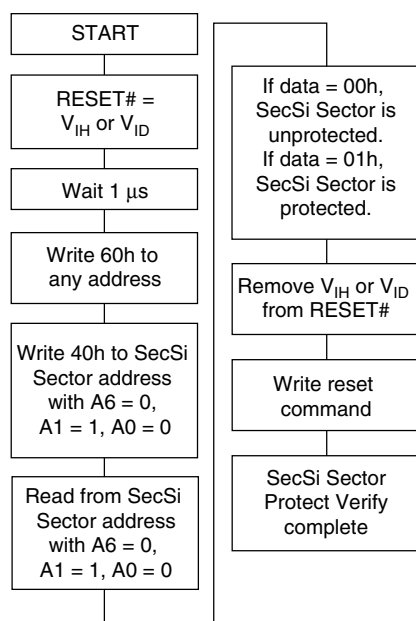 START
RESET# =
V_IH or V_ID
Wait 1 μs
Write 60h to
any address
Write 40h to SecSi
Sector address
with A6 = 0,
A1 = 1, A0 = 0
Read from SecSi
Sector address
with A6 = 0,
A1 = 1, A0 = 0
If data = 00h,
SecSi Sector is
unprotected.
If data = 01h,
SecSi Sector is
protected.
Remove V_IH or V_ID
from RESET#
Write reset
command
SecSi Sector
Protect Verify
complete